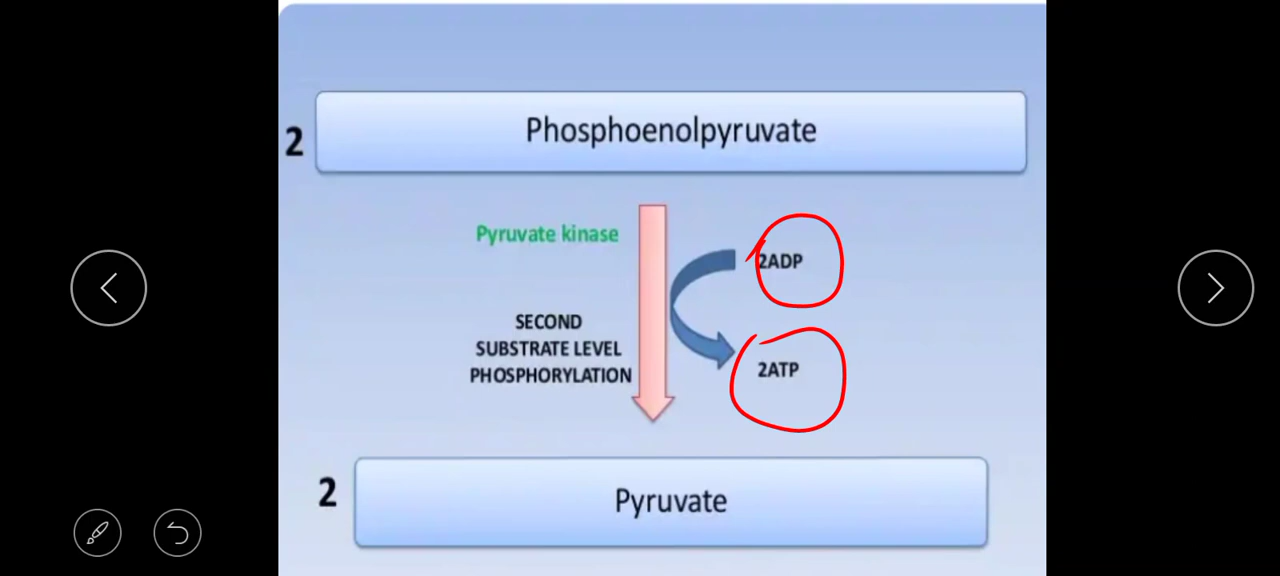 Phosphoenolpyruvate
2
Pyruvate kinase
2ADP
SECOND
SUBSTRATE LEVEL
PHOSPHORYLATION
2ATP
2
Pyruvate